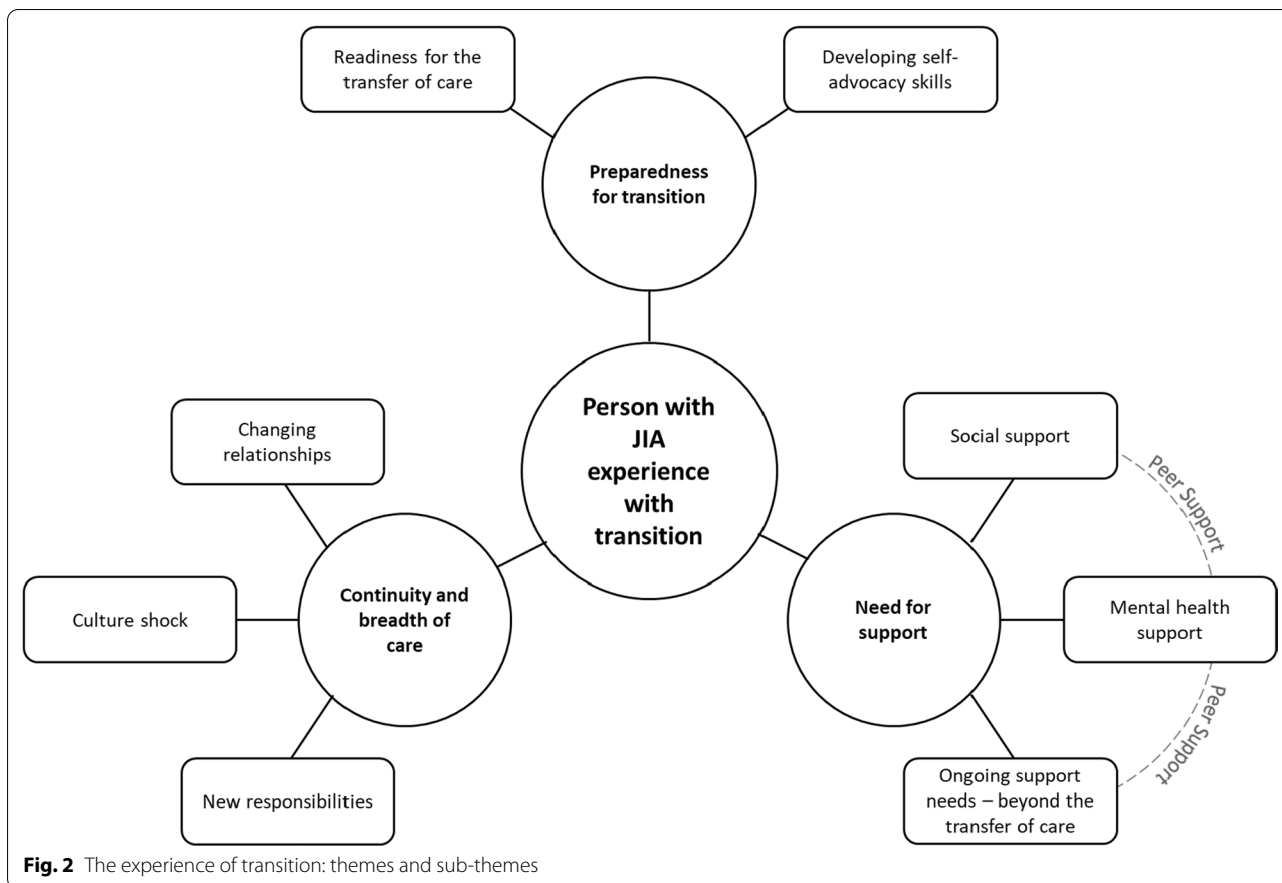 Readiness for the
transfer of care
Developing self-
advocacy skills
Preparedness
for transition
Person with
JIA
experience
with
transition
Changing
relationships
Culture shock
New responsibilities
Continuity and
breadth of
care
Need for
support
Social support
Peer Support
Mental health
support
Peer Support
Ongoing support
needs – beyond the
transfer of care
Fig. 2 The experience of transition: themes and sub-themes